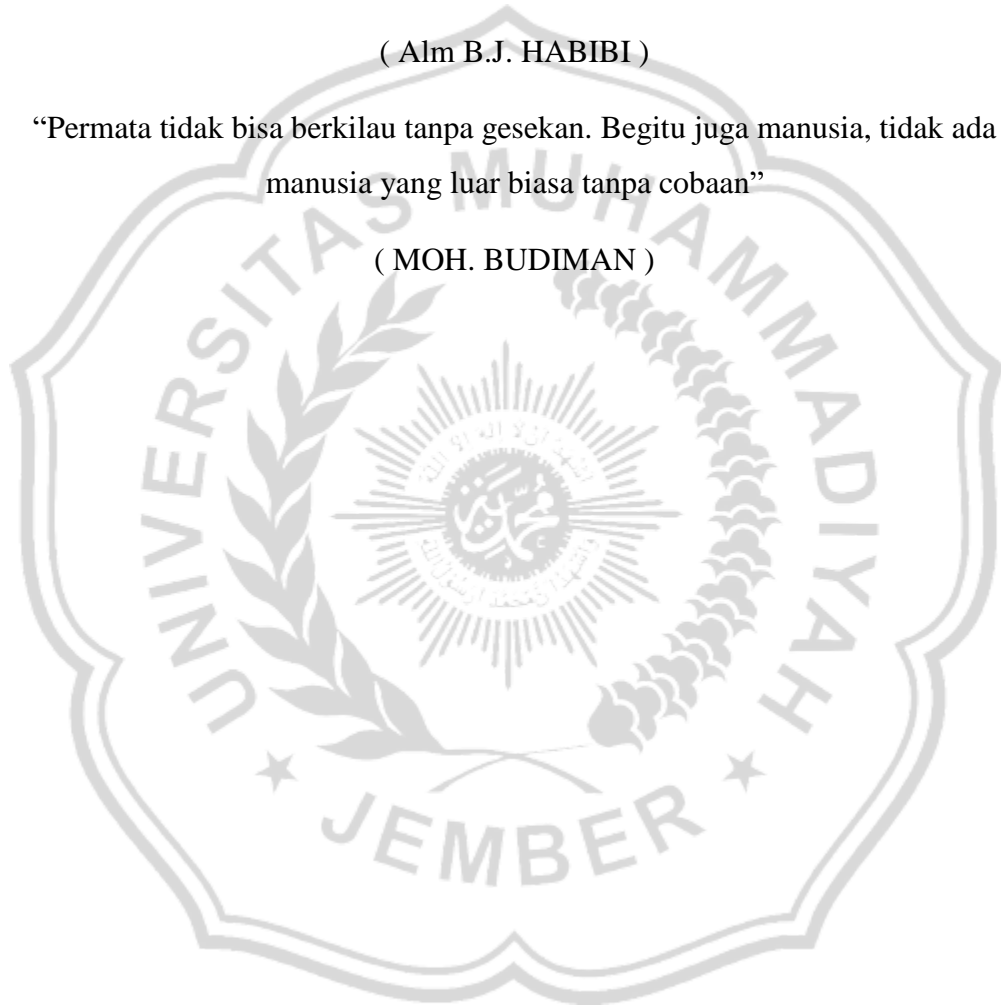 ( Alm B.J. HABIBI )
“Permata tidak bisa berkilau tanpa gesekan. Begitu juga manusia, tidak ada
manusia yang luar biasa tanpa cobaan”
( MOH. BUDIMAN )
UNIVERSITAS MUHAMMADIYAH
JEMBER